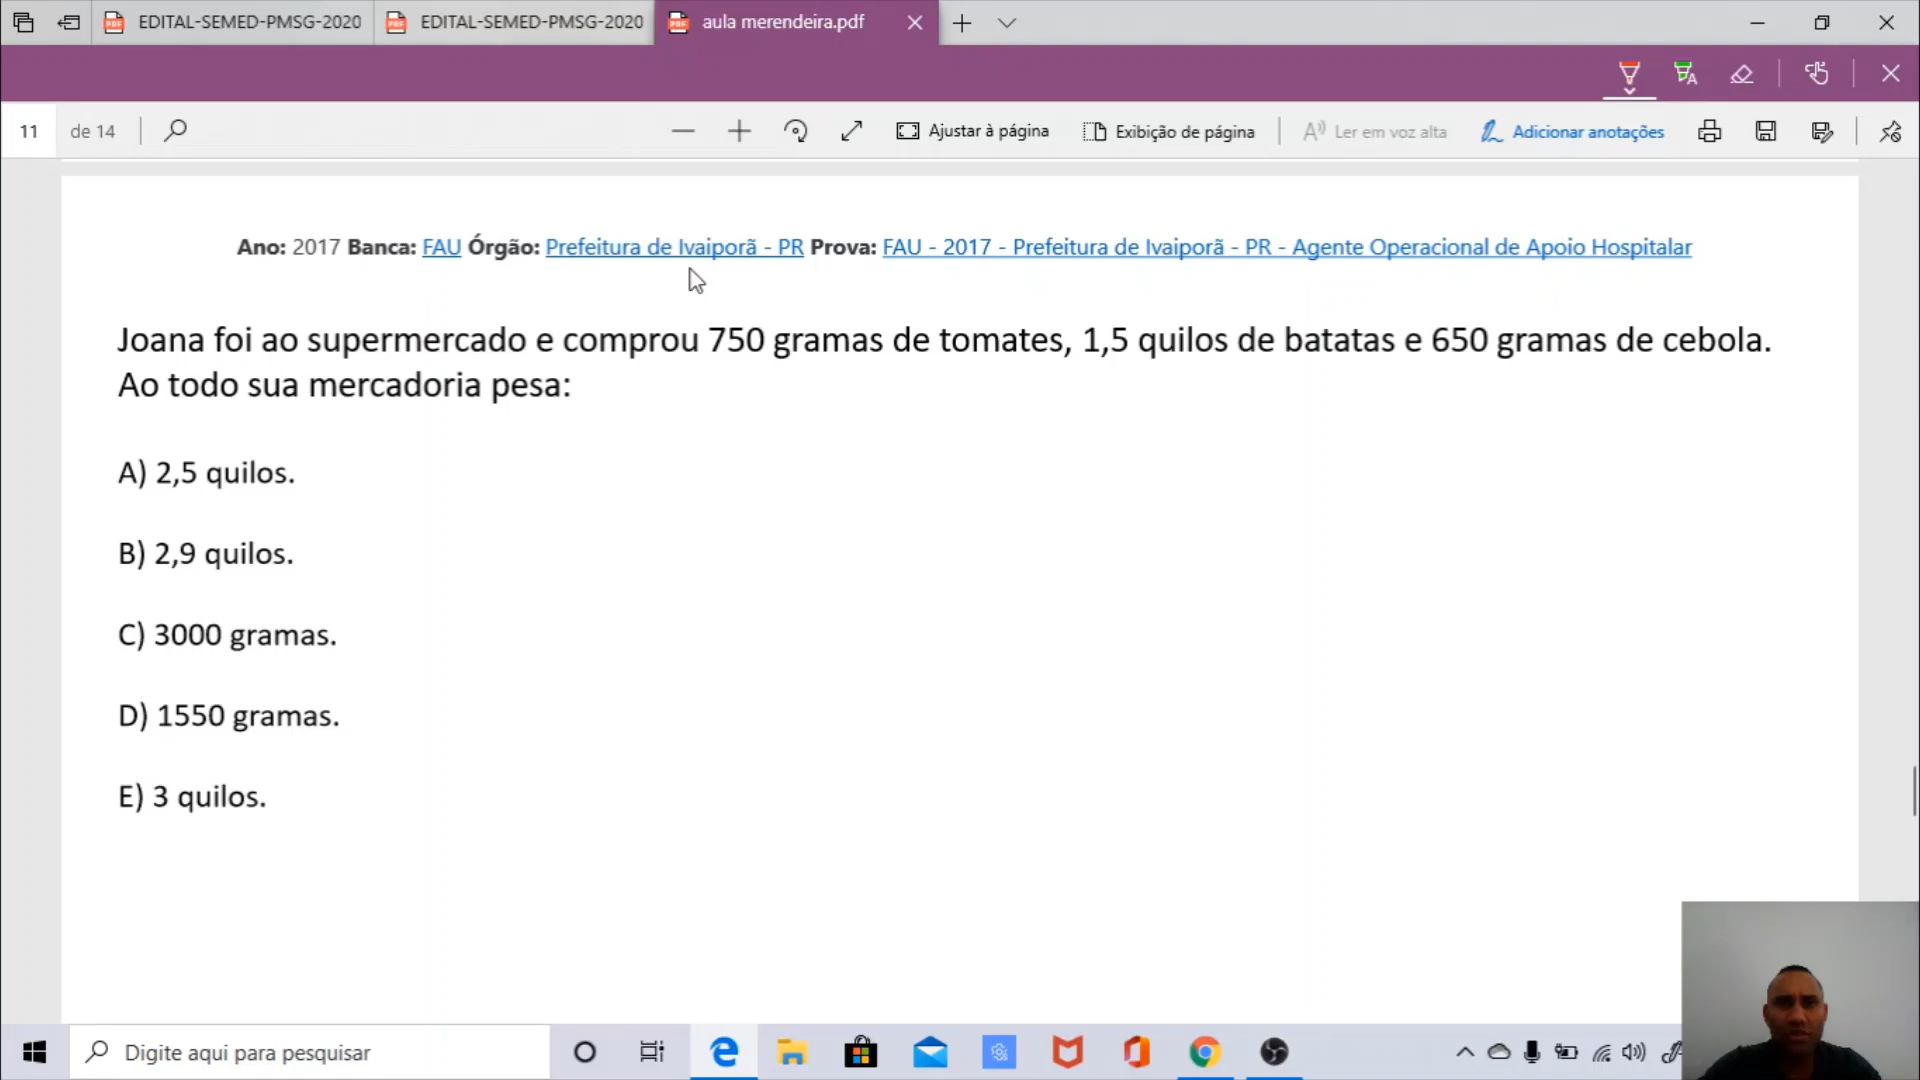 EDITAL-SEMED-PMSG-2020
EDITAL-SEMED-PMSG-2020
aula merendeira.pdf
11 de 14
Ajustar à página
Exibição de página
Ler em voz alta
Adicionar anotações
Ano: 2017 Banca: FAU Órgão: Prefeitura de Ivaiporã - PR Prova: FAU - 2017 - Prefeitura de Ivaiporã - PR - Agente Operacional de Apoio Hospitalar
Joana foi ao supermercado e comprou 750 gramas de tomates, 1,5 quilos de batatas e 650 gramas de cebola.
Ao todo sua mercadoria pesa:
A) 2,5 quilos.
B) 2,9 quilos.
C) 3000 gramas.
D) 1550 gramas.
E) 3 quilos.
Digite aqui para pesquisar